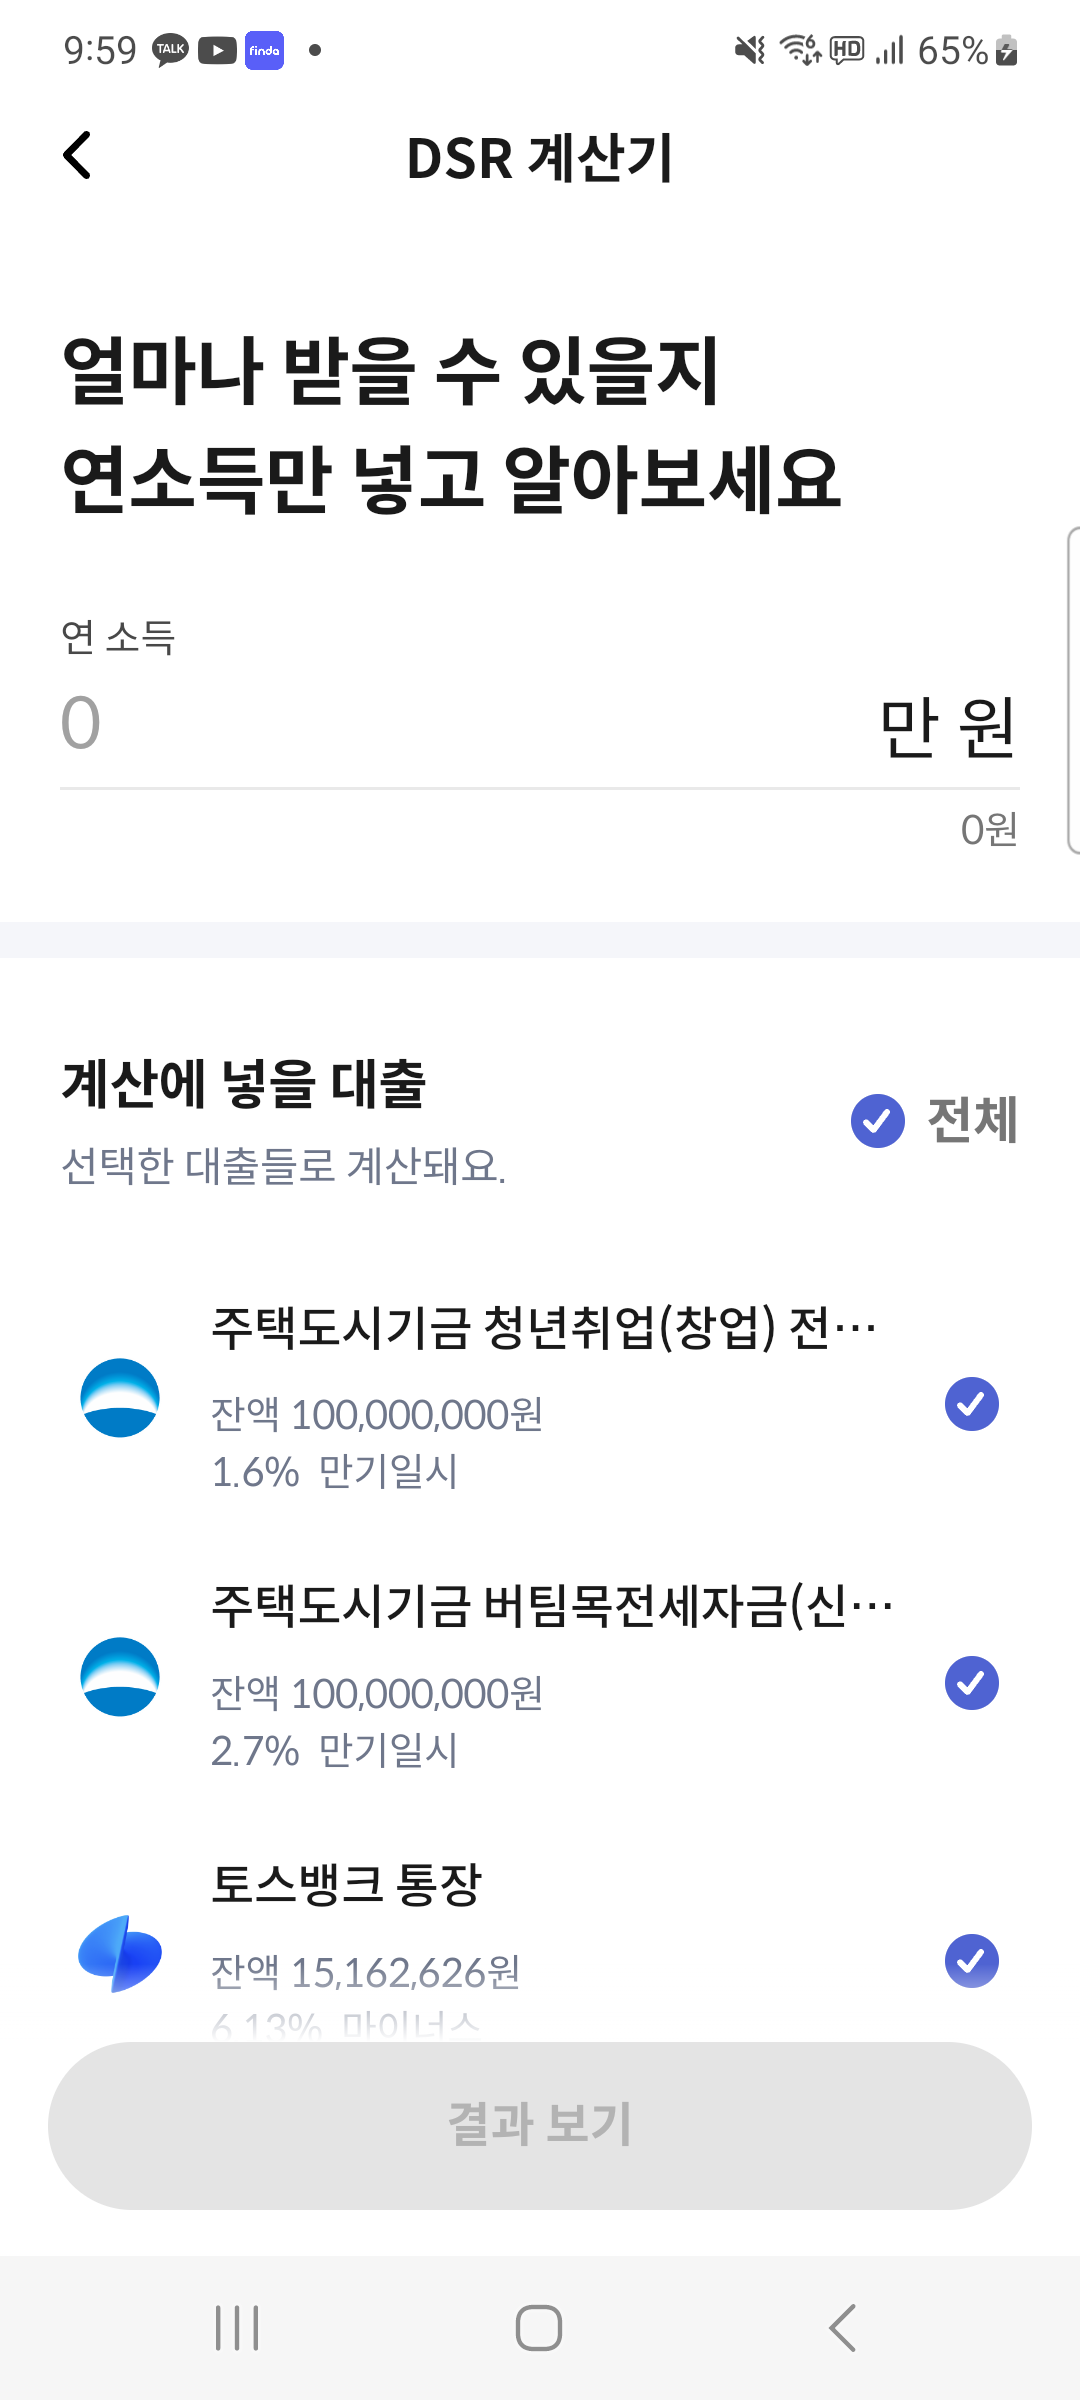 9:59 TALK finda 6 HD 65%
DSR 계산기
얼마나 받을 수 있을지
연소득만 넣고 알아보세요
연 소득
0 만 원
0원
계산에 넣을 대출
전체
선택한 대출들로 계산돼요.
주택도시기금 청년취업(창업) 전···
잔액 100,000,000원
1.6% 만기일시
주택도시기금 버팀목전세자금(신···
잔액 100,000,000원
2.7% 만기일시
토스뱅크 통장
잔액 15,162,626원
6.13% 마이너스
결과 보기